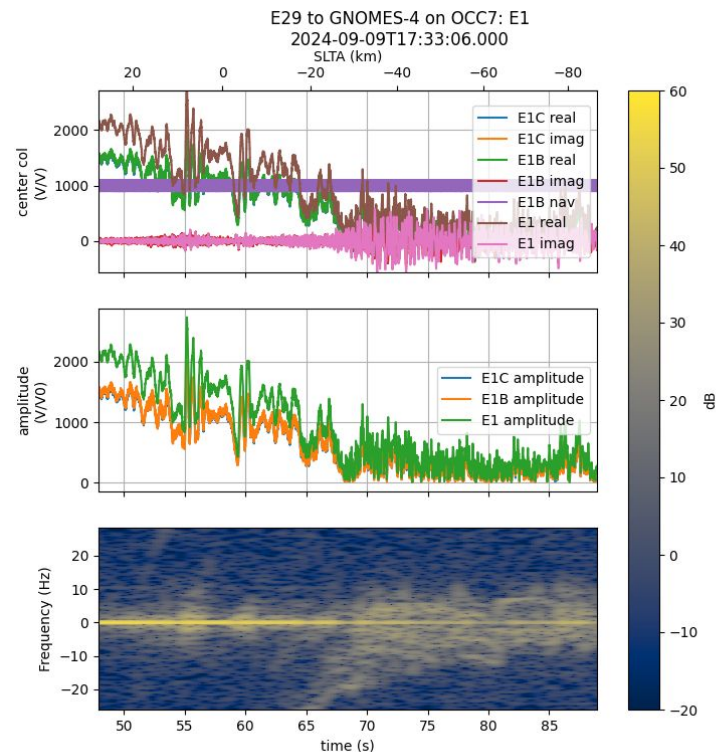 E29 to GNOMES-4 on OCC7: E1
2024-09-09T17:33:06.000
SLTA (km)
20 0 −20 −40 −60 −80
center col
(V/V)
2000
1000
0
E1C real
E1C imag
E1B real
E1B imag
E1B nav
E1 real
E1 imag
amplitude
(V/V0)
2000
1000
0
E1C amplitude
E1B amplitude
E1 amplitude
Frequency (Hz)
20
10
0
−10
−20
50 55 60 65 70 75 80 85
time (s)
60
50
40
30
20
10
0
−10
−20
dB